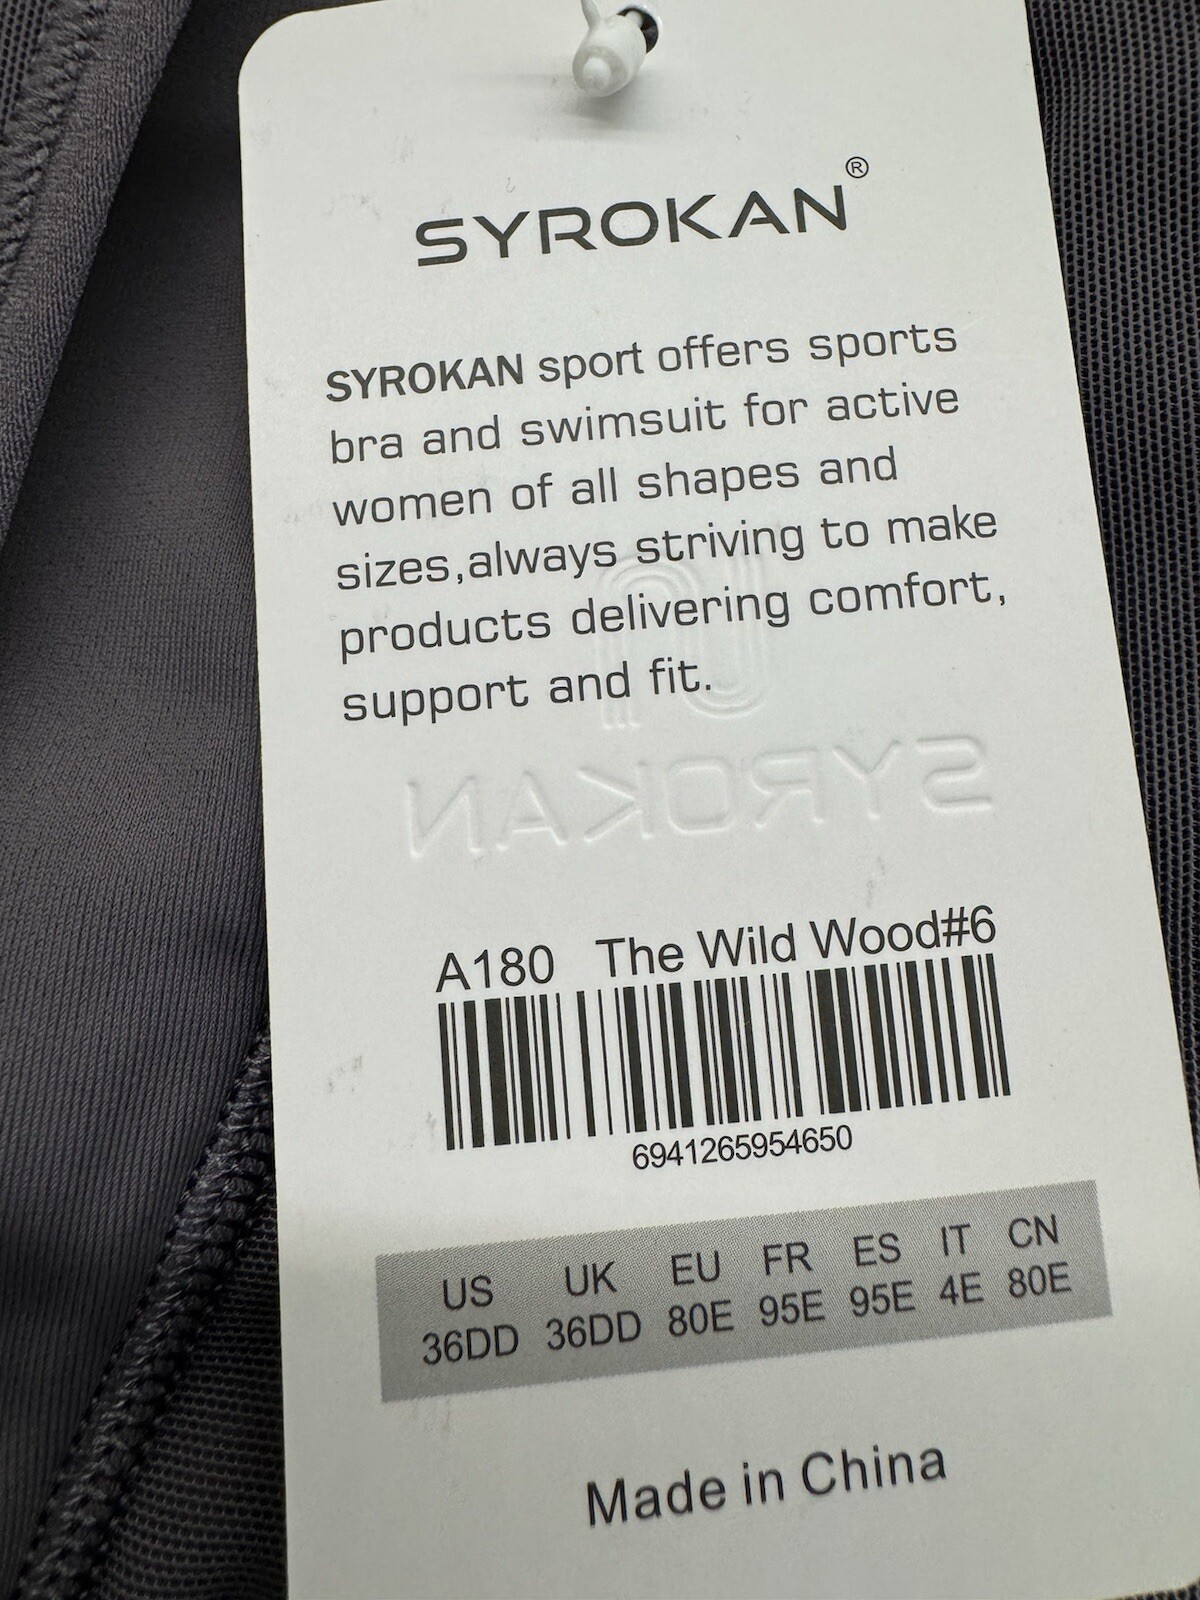 SYROKAN®
SYROKAN sport offers sports
bra and swimsuit for active
women of all shapes and
sizes,always striving to make
products delivering comfort,
support and fit.
SYROKAN
A180 The Wild Wood#6
6941265954650
US UK EU FR ES IT CN
36DD 36DD 80E 95E 95E 4E 80E
Made in China